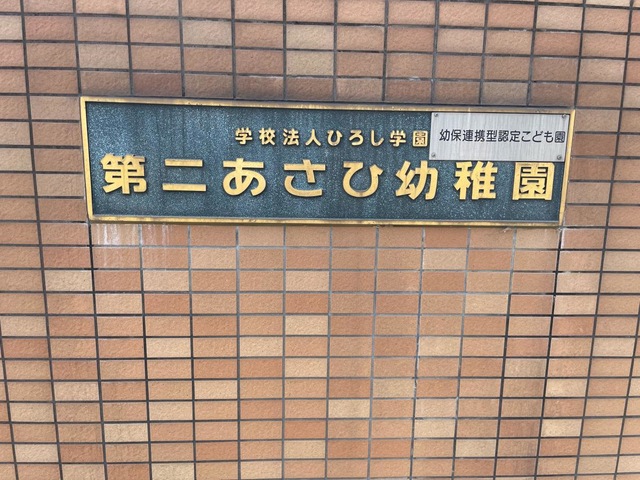 学校法人ひろし学園
幼保連携型認定こども園
第二あさひ幼稚園